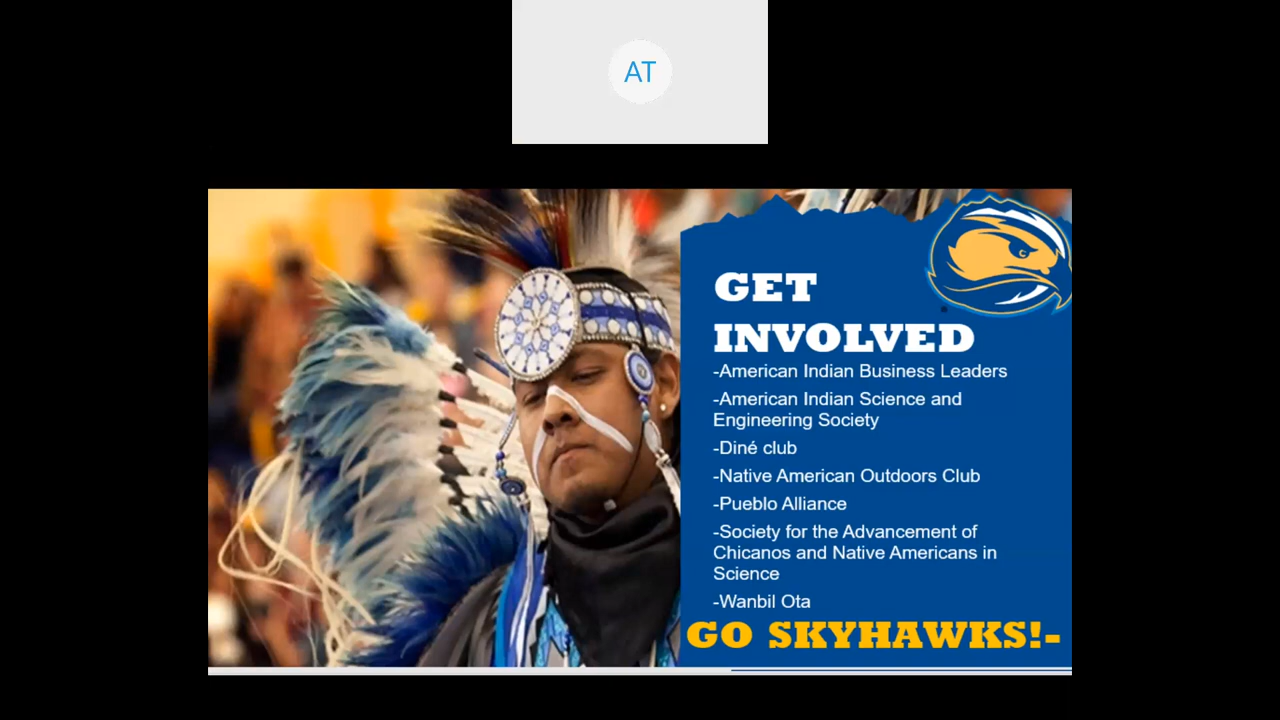 AT
GET
INVOLVED
-American Indian Business Leaders
-American Indian Science and
Engineering Society
-Diné club
-Native American Outdoors Club
-Pueblo Alliance
-Society for the Advancement of
Chicanos and Native Americans in
Science
-Wanbil Ota
GO SKYHAWKS!-